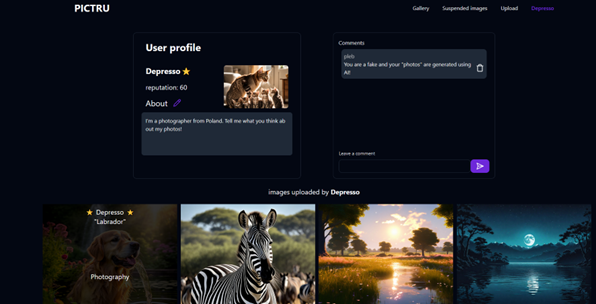 PICTRU
Gallery
Suspended images
Upload
Depresso
User profile
Depresso
reputation: 60
About
I'm a photographer from Poland. Tell me what you think ab
out my photos!
Comments
pleb
You are a fake and your "photos" are generated using
AI!
Leave a comment
images uploaded by Depresso
Depresso
"Labrador"
Photography